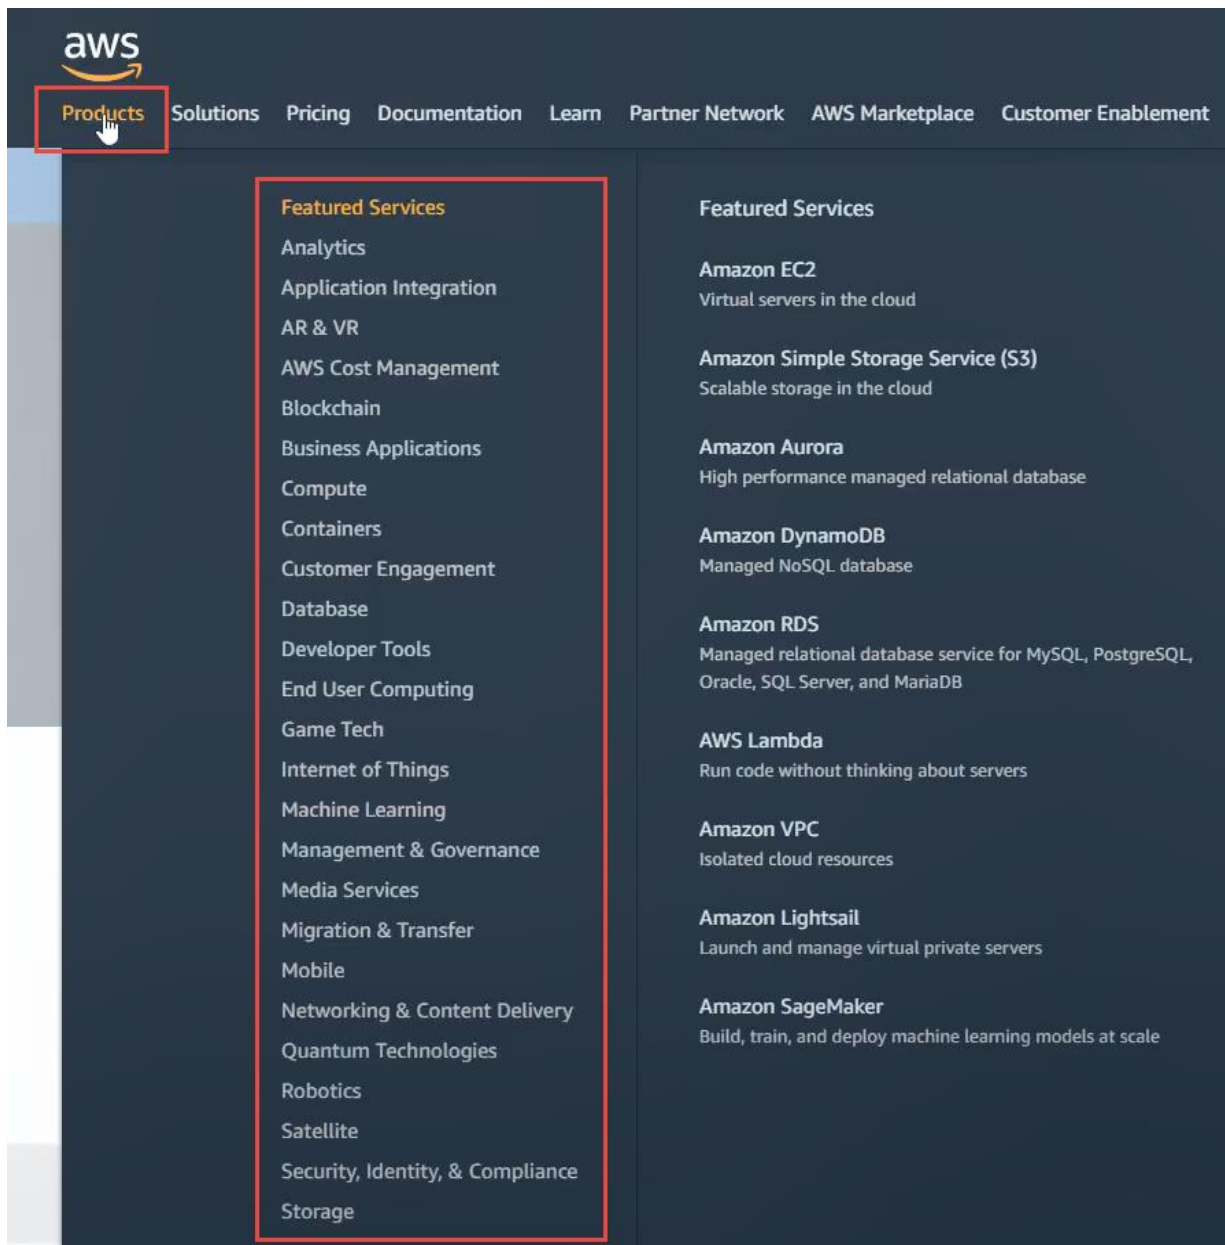 aws
Products Solutions Pricing Documentation Learn Partner Network AWS Marketplace Customer Enablement
Featured Services
Analytics
Application Integration
AR & VR
AWS Cost Management
Blockchain
Business Applications
Compute
Containers
Customer Engagement
Database
Developer Tools
End User Computing
Game Tech
Internet of Things
Machine Learning
Management & Governance
Media Services
Migration & Transfer
Mobile
Networking & Content Delivery
Quantum Technologies
Robotics
Satellite
Security, Identity, & Compliance
Storage
Featured Services
Amazon EC2
Virtual servers in the cloud
Amazon Simple Storage Service (S3)
Scalable storage in the cloud
Amazon Aurora
High performance managed relational database
Amazon DynamoDB
Managed NoSQL database
Amazon RDS
Managed relational database service for MySQL, PostgreSQL,
Oracle, SQL Server, and MariaDB
AWS Lambda
Run code without thinking about servers
Amazon VPC
Isolated cloud resources
Amazon Lightsail
Launch and manage virtual private servers
Amazon SageMaker
Build, train, and deploy machine learning models at scale